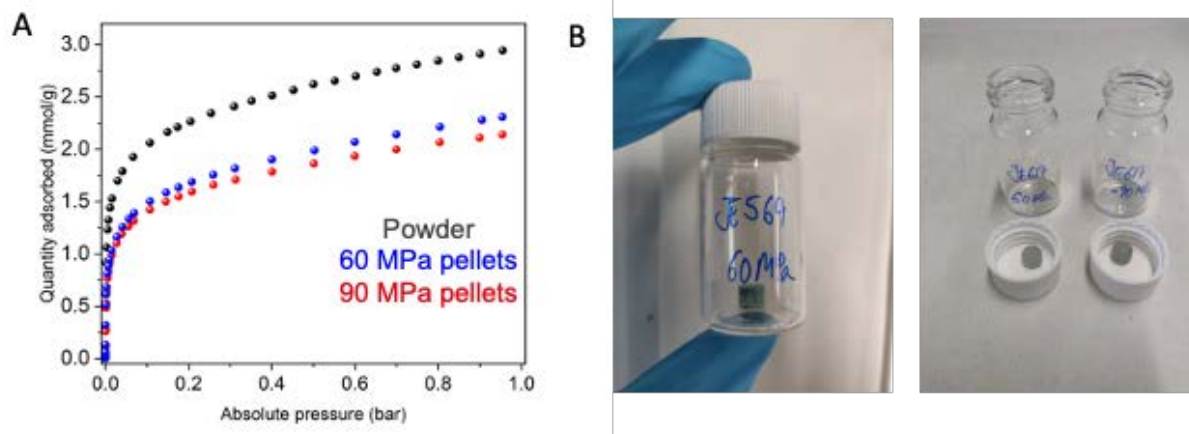 A
Quantity adsorbed (mmol/g)
3.0
2.5
2.0
1.5
1.0
0.5
0.0
Powder
60 MPa pellets
90 MPa pellets
0.0 0.2 0.4 0.6 0.8 1.0
Absolute pressure (bar)
B
JE569
60MPa